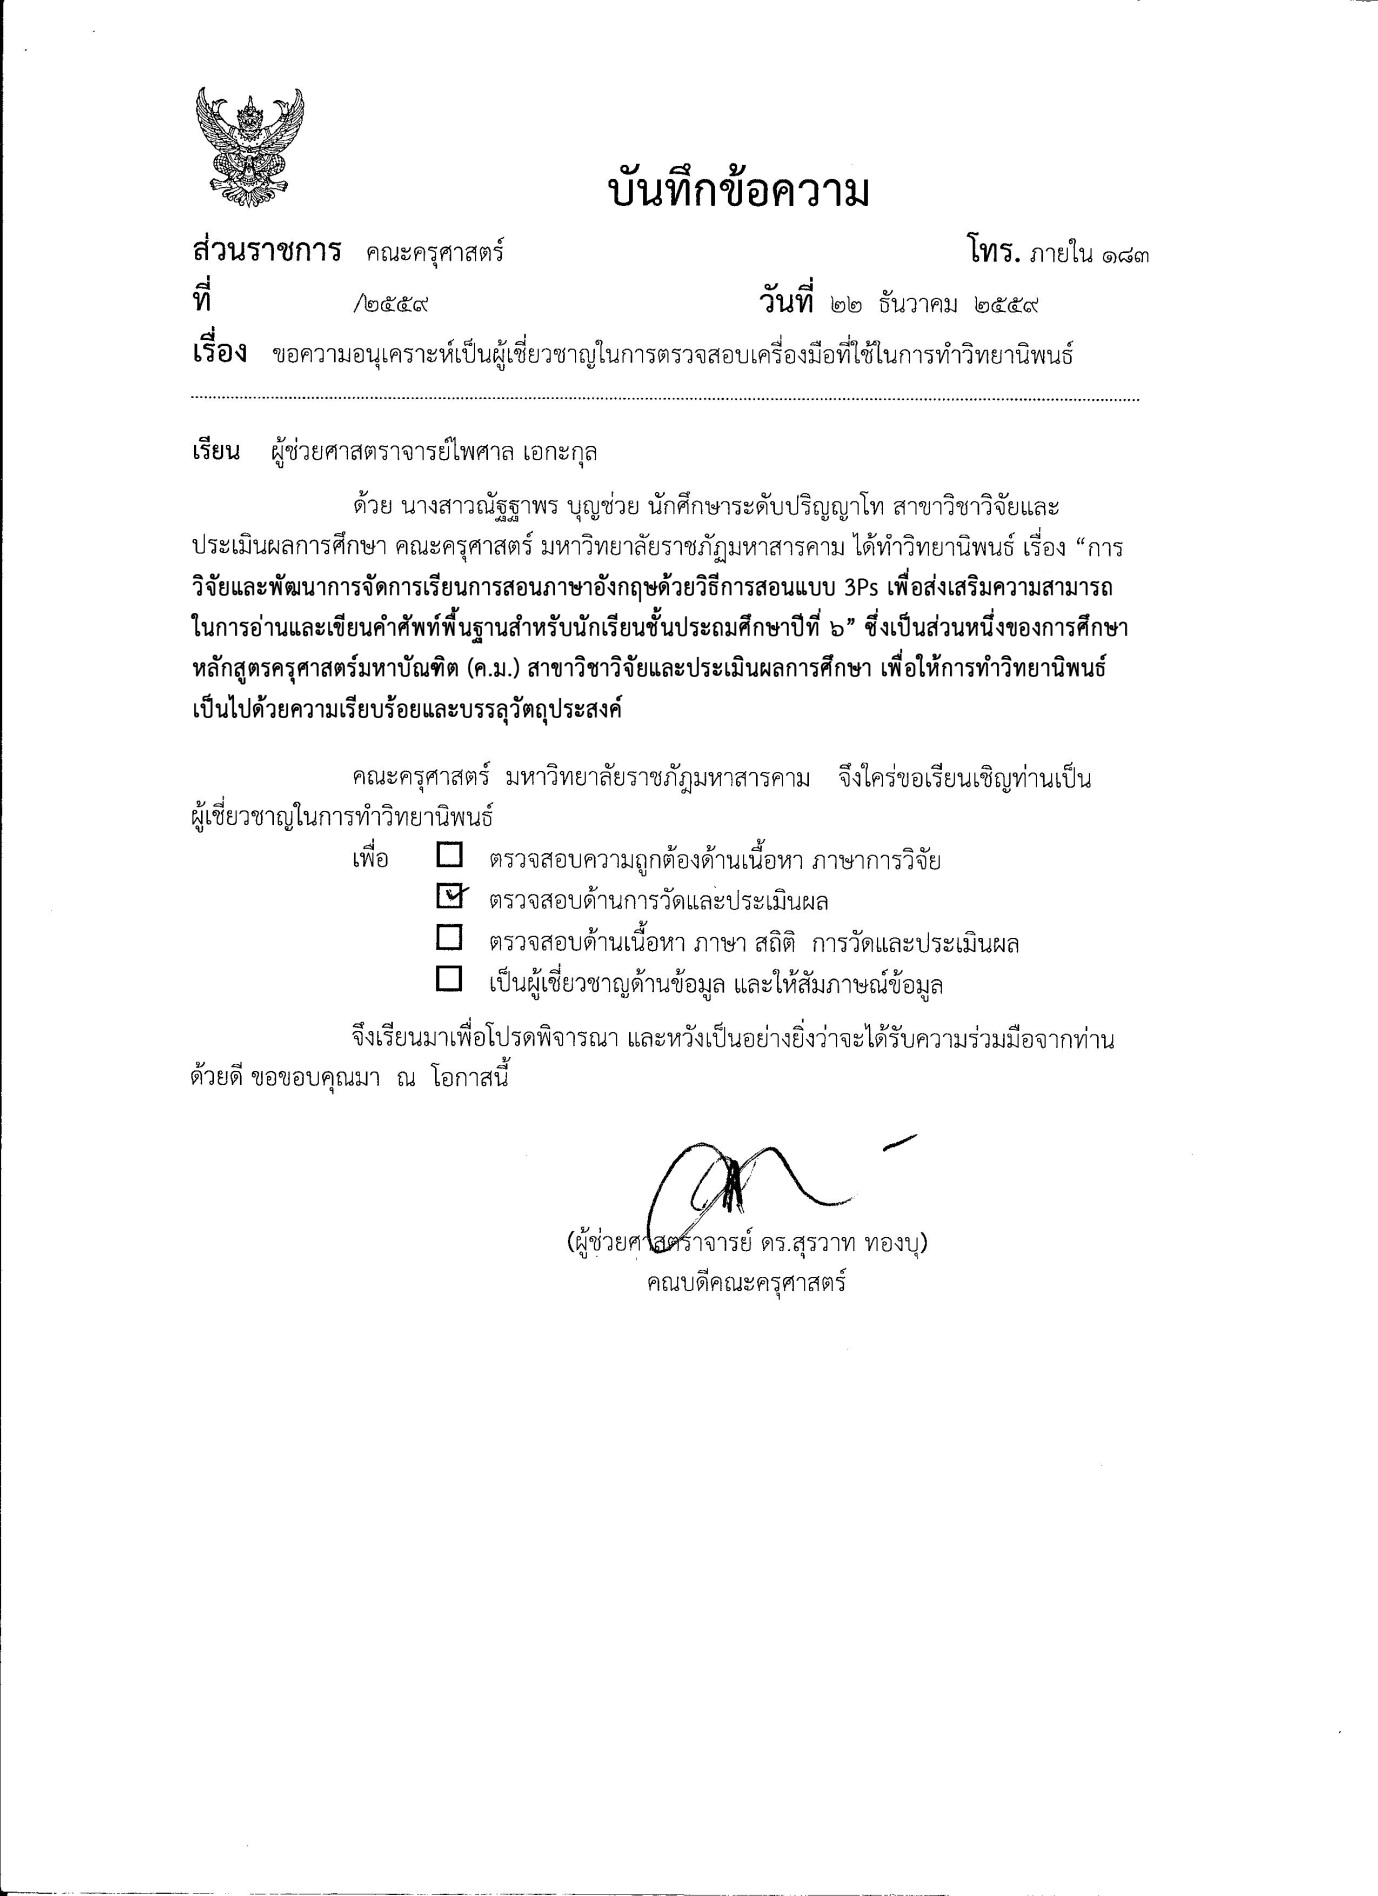 บันทึกข้อความ
ส่วนราชการ คณะครุศาสตร์ โทร. ภายใน ๑๘๓
ที่ /๒๕๕๙ วันที่ ๒๒ ธันวาคม ๒๕๕๙
เรื่อง ขอความอนุเคราะห์เป็นผู้เชี่ยวชาญในการตรวจสอบเครื่องมือที่ใช้ในการทำวิทยานิพนธ์
เรียน ผู้ช่วยศาสตราจารย์ไพศาล เอกะกุล
ด้วย นางสาวณัฐฐาพร บุญช่วย นักศึกษาระดับปริญญาโท สาขาวิชาวิจัยและ
ประเมินผลการศึกษา คณะครุศาสตร์ มหาวิทยาลัยราชภัฏมหาสารคาม ได้ทำวิทยานิพนธ์ เรื่อง “การ
วิจัยและพัฒนาการจัดการเรียนการสอนภาษาอังกฤษด้วยวิธีการสอนแบบ 3Ps เพื่อส่งเสริมความสามารถ
ในการอ่านและเขียนคำศัพท์พื้นฐานสำหรับนักเรียนชั้นประถมศึกษาปีที่ ๖” ซึ่งเป็นส่วนหนึ่งของการศึกษา
หลักสูตรครุศาสตร์มหาบัณฑิต (ค.ม.) สาขาวิชาวิจัยและประเมินผลการศึกษา เพื่อให้การทำวิทยานิพนธ์
เป็นไปด้วยความเรียบร้อยและบรรลุวัตถุประสงค์
คณะครุศาสตร์ มหาวิทยาลัยราชภัฎมหาสารคาม จึงใคร่ขอเรียนเชิญท่านเป็น
ผู้เชี่ยวชาญในการทำวิทยานิพนธ์
เพื่อ ☐ ตรวจสอบความถูกต้องด้านเนื้อหา ภาษาการวิจัย
☑ ตรวจสอบด้านการวัดและประเมินผล
☐ ตรวจสอบด้านเนื้อหา ภาษา สถิติ การวัดและประเมินผล
☐ เป็นผู้เชี่ยวชาญด้านข้อมูล และให้สัมภาษณ์ข้อมูล
จึงเรียนมาเพื่อโปรดพิจารณา และหวังเป็นอย่างยิ่งว่าจะได้รับความร่วมมือจากท่าน
ด้วยดี ขอขอบคุณมา ณ โอกาสนี้
(ผู้ช่วยศาสตราจารย์ ดร.สุรวาท ทองบุ)
คณบดีคณะครุศาสตร์